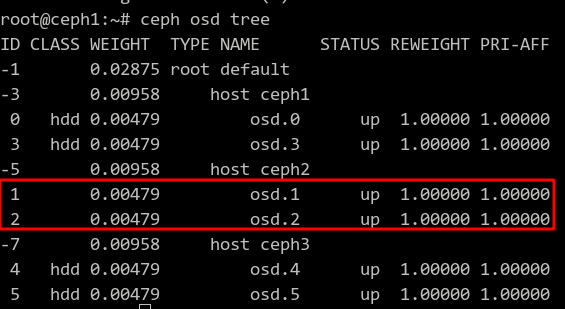 root@ceph1:~# ceph osd tree
ID CLASS WEIGHT  TYPE NAME      STATUS REWEIGHT PRI-AFF
-1       0.02875 root default
-3       0.00958     host ceph1
 0   hdd 0.00479         osd.0      up  1.00000 1.00000
 3   hdd 0.00479         osd.3      up  1.00000 1.00000
-5       0.00958     host ceph2
 1       0.00479         osd.1      up  1.00000 1.00000
 2       0.00479         osd.2      up  1.00000 1.00000
-7       0.00958     host ceph3
 4   hdd 0.00479         osd.4      up  1.00000 1.00000
 5   hdd 0.00479         osd.5      up  1.00000 1.00000